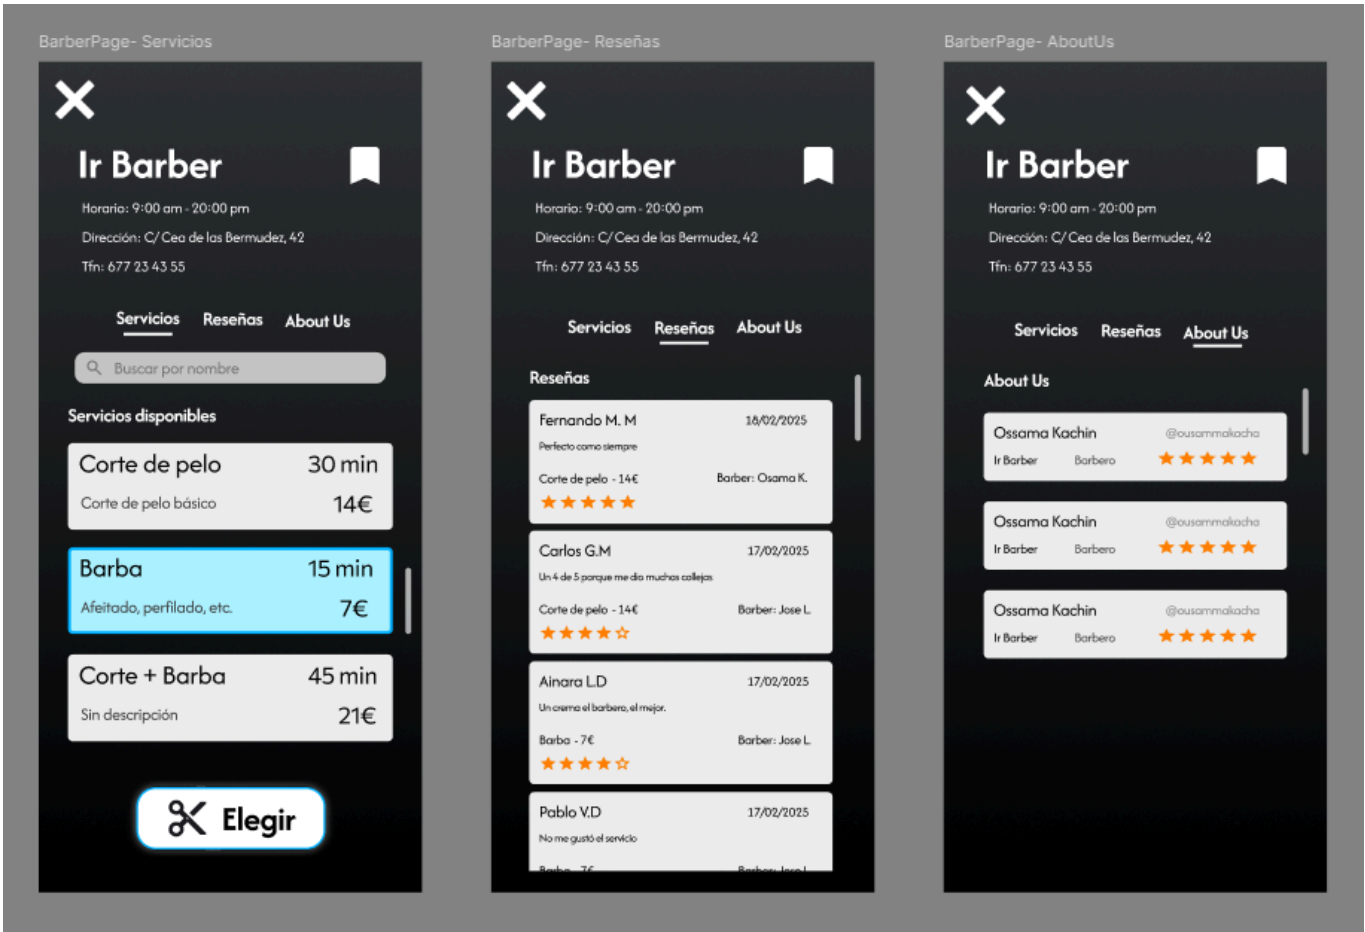 BarberPage- Servicios
Ir Barber
Horario: 9:00 am - 20:00 pm
Dirección: C/ Cea de las Bermudez, 42
Tfn: 677 23 43 55
Servicios Reseñas About Us
Buscar por nombre
Servicios disponibles
Corte de pelo 30 min
Corte de pelo básico 14€
Barba 15 min
Afeitado, perfilado, etc. 7€
Corte + Barba 45 min
Sin descripción 21€
Elegir
BarberPage- Reseñas
Ir Barber
Horario: 9:00 am - 20:00 pm
Dirección: C/ Cea de las Bermudez, 42
Tfn: 677 23 43 55
Servicios Reseñas About Us
Reseñas
Fernando M. M 18/02/2025
Perfecto como siempre
Corte de pelo - 14€ Barber: Osama K.
Carlos G.M 17/02/2025
Un 4 de 5 porque me dio muchas collejas
Corte de pelo - 14€ Barber: Jose L.
Ainara L.D 17/02/2025
Un crema el barbero, el mejor.
Barba - 7€ Barber: Jose L.
Pablo V.D 17/02/2025
No me gustó el servicio
Barba - 7€ Barber: Jose L.
BarberPage- AboutUs
Ir Barber
Horario: 9:00 am - 20:00 pm
Dirección: C/ Cea de las Bermudez, 42
Tfn: 677 23 43 55
Servicios Reseñas About Us
About Us
Ossama Kachin @ousammakacha
Ir Barber Barbero
Ossama Kachin @ousammakacha
Ir Barber Barbero
Ossama Kachin @ousammakacha
Ir Barber Barbero